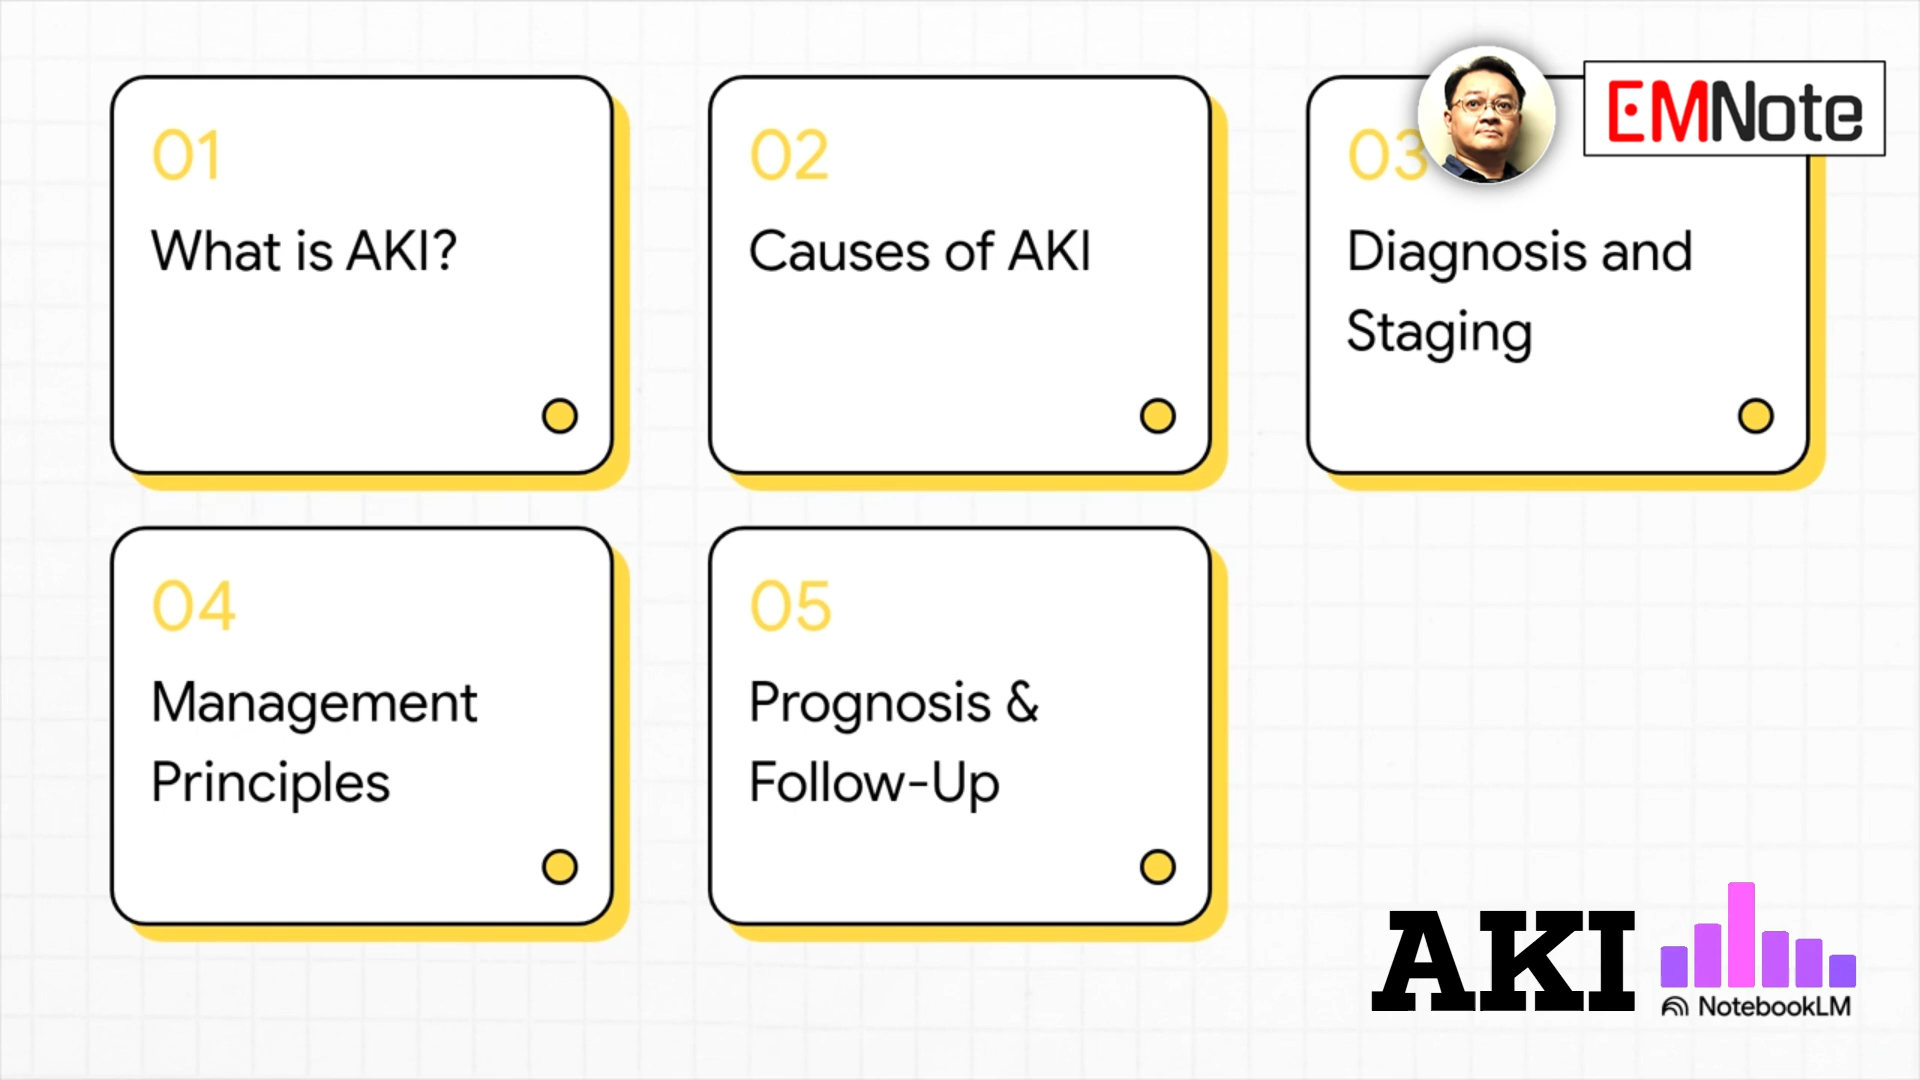 01
What is AKI?
02
Causes of AKI
03
Diagnosis and
Staging
EMNote
04
Management
Principles
05
Prognosis &
Follow-Up
AKI
NotebookLM